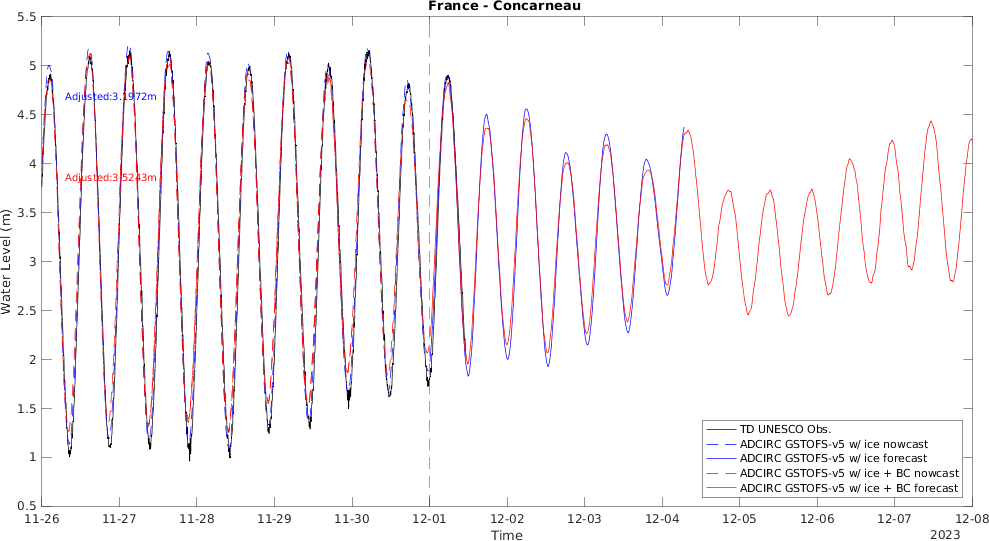 France - Concarneau
5.5
5
4.5
4
3.5
3
2.5
2
1.5
1
0.5
Water Level (m)
Adjusted:3.1972m
Adjusted:3.5243m
TD UNESCO Obs.
ADCIRC GSTOFS-v5 w/ ice nowcast
ADCIRC GSTOFS-v5 w/ ice forecast
ADCIRC GSTOFS-v5 w/ ice + BC nowcast
ADCIRC GSTOFS-v5 w/ ice + BC forecast
11-26 11-27 11-28 11-29 11-30 12-01 12-02 12-03 12-04 12-05 12-06 12-07 12-08
Time
2023